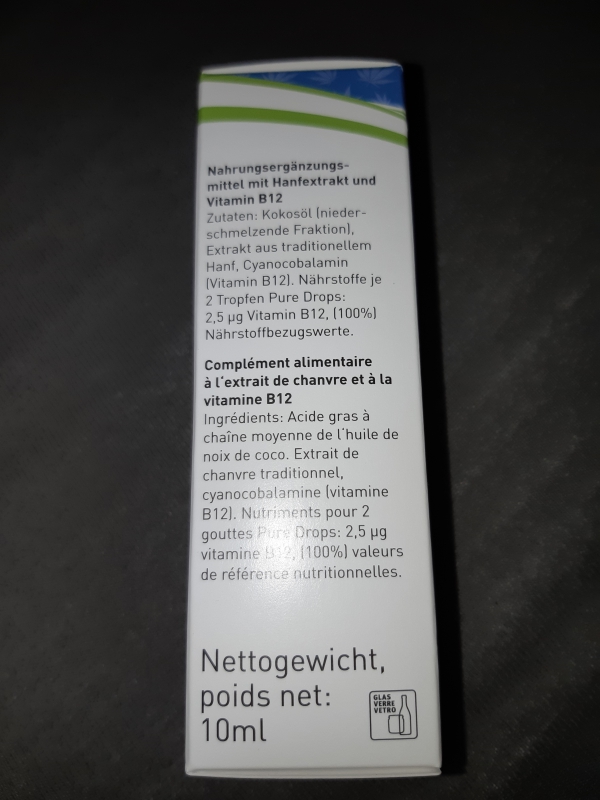 Nahrungsergänzungs-
mittel mit Hanfextrakt und
Vitamin B12
Zutaten: Kokosöl (nieder-
schmelzende Fraktion),
Extrakt aus traditionellem
Hanf, Cyanocobalamin
(Vitamin B12). Nährstoffe je
2 Tropfen Pure Drops:
2,5 µg Vitamin B12, (100%)
Nährstoffbezugswerte.
Complément alimentaire
à l'extrait de chanvre et à la
vitamine B12
Ingrédients: Acide gras à
chaîne moyenne de l'huile de
noix de coco. Extrait de
chanvre traditionnel,
cyanocobalamine (vitamine
B12). Nutriments pour 2
gouttes Pure Drops: 2,5 µg
vitamine B12, (100%) valeurs
de référence nutritionnelles.
Nettogewicht,
poids net:
10ml
GLAS
VERRE
VETRO